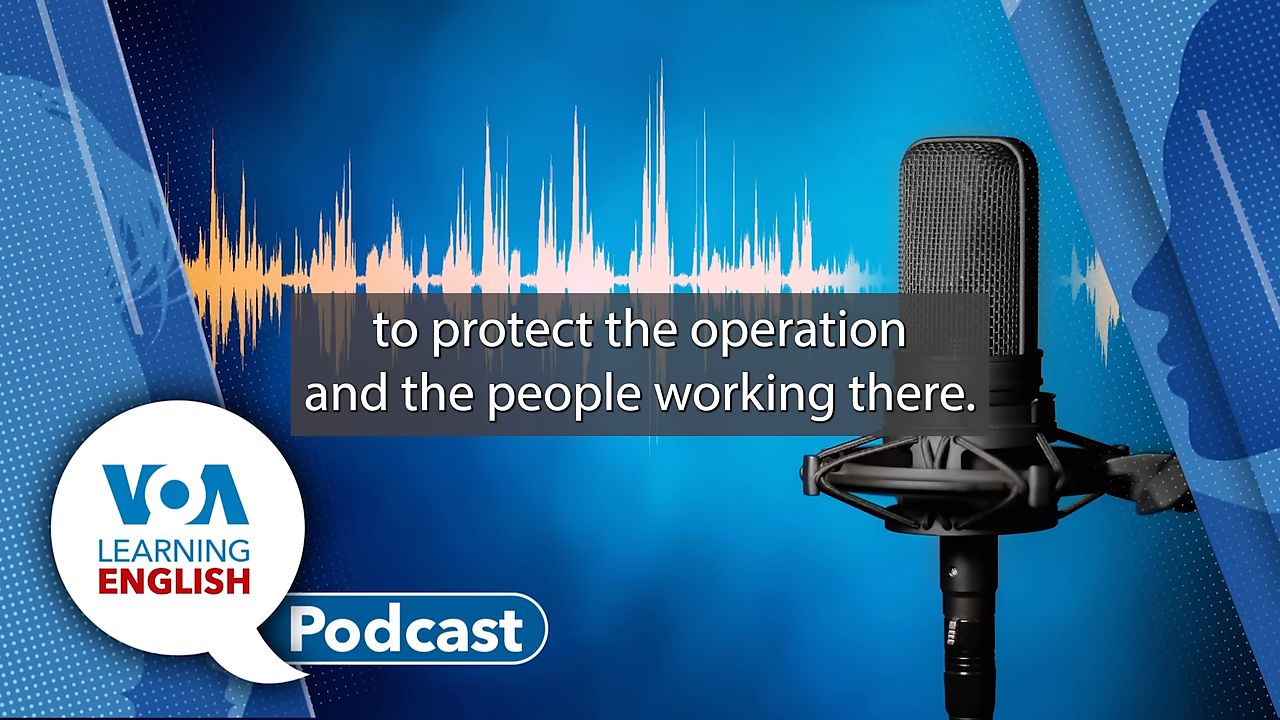 to protect the operation
and the people working there.
VOA
LEARNING
ENGLISH
Podcast